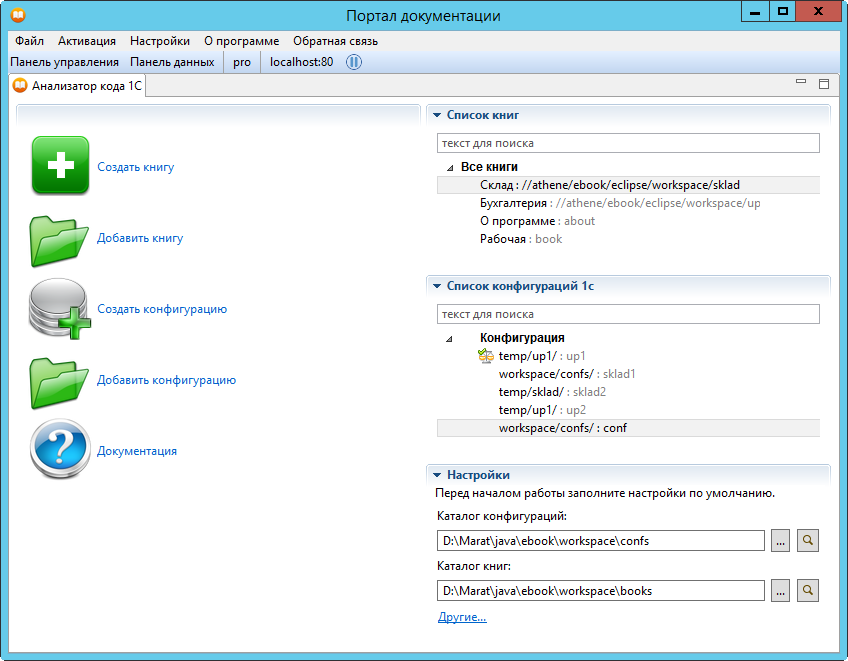 Портал документации
Файл Активация Настройки О программе Обратная связь
Панель управления Панель данных pro localhost:80
Анализатор кода 1С
Создать книгу
Добавить книгу
Создать конфигурацию
Добавить конфигурацию
Документация
Список книг
текст для поиска
Все книги
Склад : //athene/ebook/eclipse/workspace/sklad
Бухгалтерия : //athene/ebook/eclipse/workspace/up
О программе : about
Рабочая : book
Список конфигураций 1с
текст для поиска
Конфигурация
temp/up1/ : up1
workspace/confs/ : sklad1
temp/sklad/ : sklad2
temp/up1/ : up2
workspace/confs/ : conf
Настройки
Перед началом работы заполните настройки по умолчанию.
Каталог конфигураций:
D:\Marat\java\ebook\workspace\confs ...
Каталог книг:
D:\Marat\java\ebook\workspace\books ...
Другие...